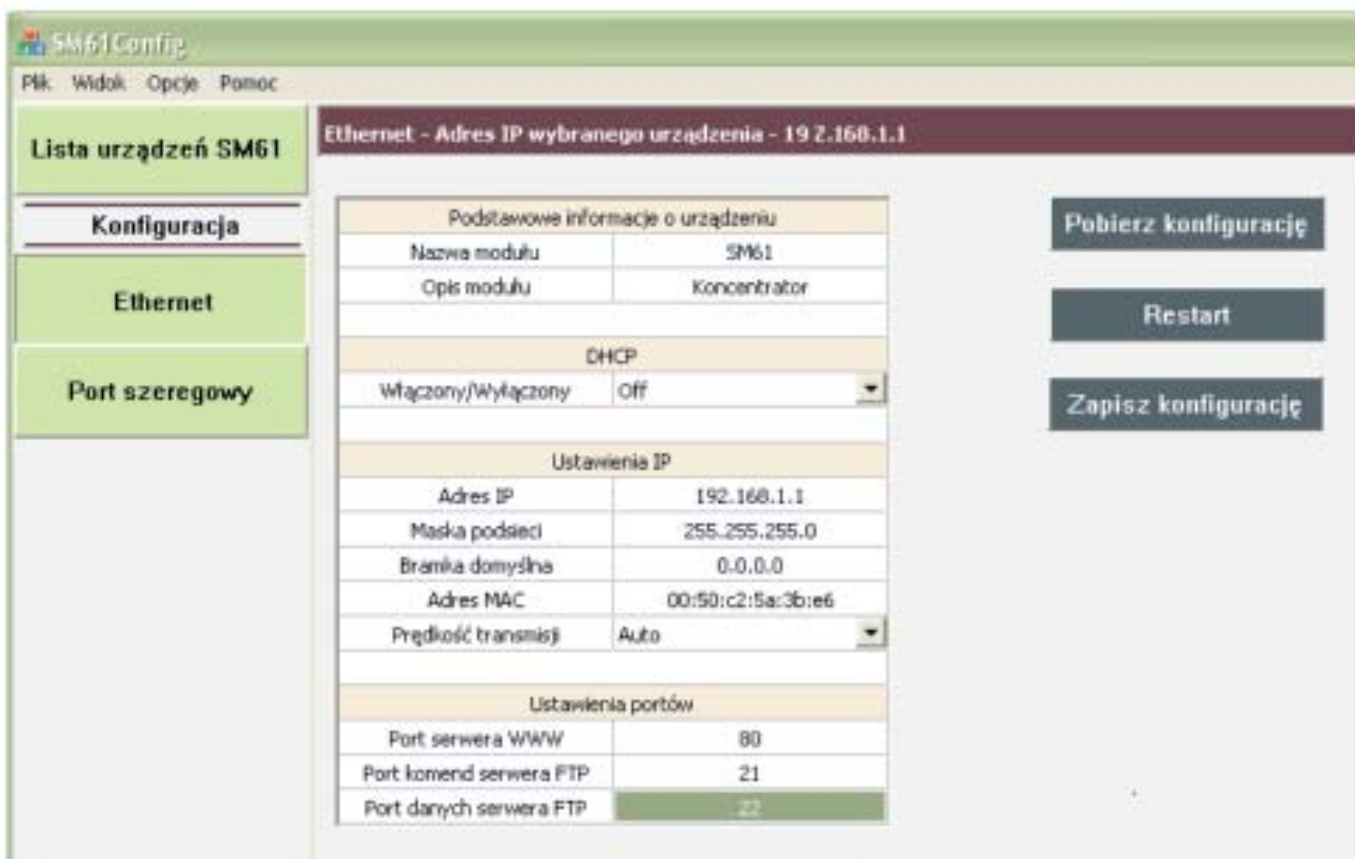 SM61Config
Plik Widok Opcje Pomoc
Lista urządzeń SM61
Konfiguracja
Ethernet
Port szeregowy
Ethernet - Adres IP wybranego urządzenia - 192.168.1.1
Podstawowe informacje o urządzeniu
Nazwa modułu SM61
Opis modułu Koncentrator
DHCP
Włączony/Wyłączony Off
Ustawienia IP
Adres IP 192.168.1.1
Maska podsieci 255.255.255.0
Bramka domyślna 0.0.0.0
Adres MAC 00:50:c2:5a:3b:e6
Prędkość transmisji Auto
Ustawienia portów
Port serwera WWW 80
Port komend serwera FTP 21
Port danych serwera FTP 22
Pobierz konfigurację
Restart
Zapisz konfigurację